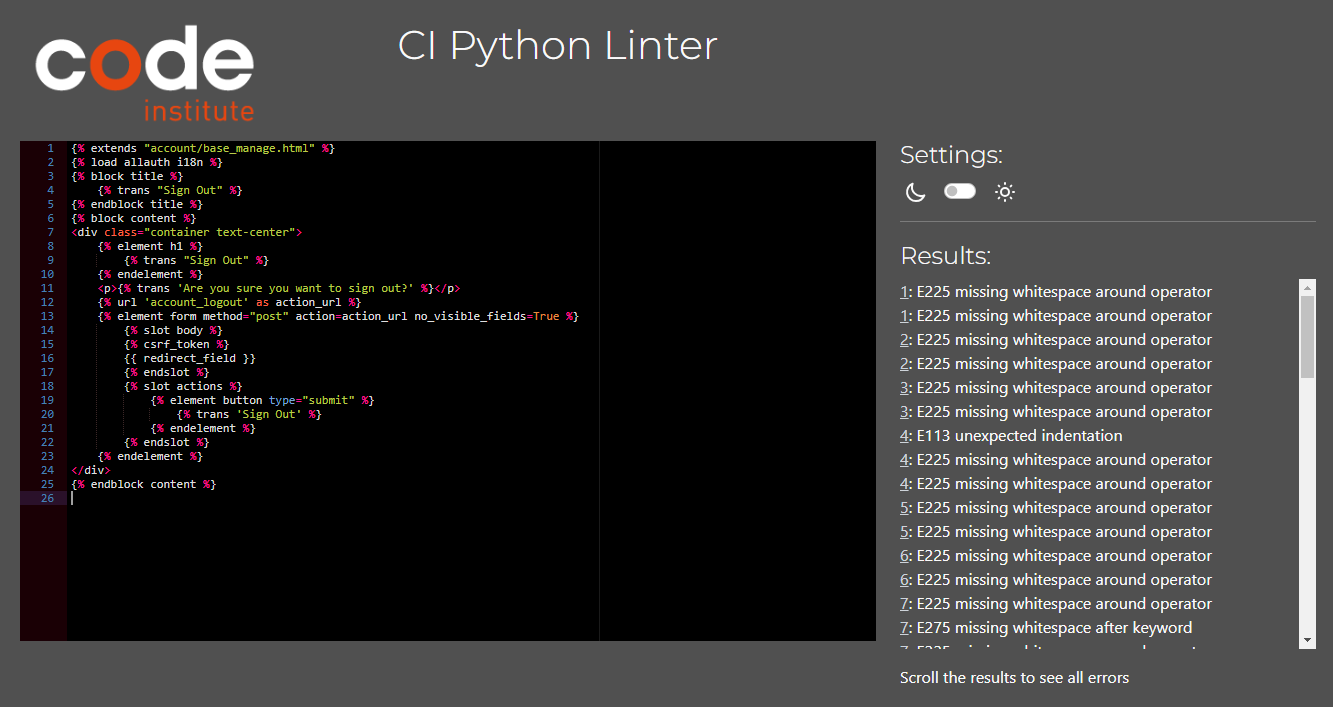 code
institute
CI Python Linter
1 {% extends "account/base_manage.html" %}
2 {% load allauth i18n %}
3 {% block title %}
4 {% trans "Sign Out" %}
5 {% endblock title %}
6 {% block content %}
7 <div class="container text-center">
8 {% element h1 %}
9 {% trans "Sign Out" %}
10 {% endelement %}
11 <p>{% trans 'Are you sure you want to sign out?' %}</p>
12 {% url 'account_logout' as action_url %}
13 {% element form method="post" action=action_url no_visible_fields=True %}
14 {% slot body %}
15 {% csrf_token %}
16 {{ redirect_field }}
17 {% endslot %}
18 {% slot actions %}
19 {% element button type="submit" %}
20 {% trans 'Sign Out' %}
21 {% endelement %}
22 {% endslot %}
23 {% endelement %}
24 </div>
25 {% endblock content %}
26
Settings:
Results:
1: E225 missing whitespace around operator
1: E225 missing whitespace around operator
2: E225 missing whitespace around operator
2: E225 missing whitespace around operator
3: E225 missing whitespace around operator
3: E225 missing whitespace around operator
4: E113 unexpected indentation
4: E225 missing whitespace around operator
4: E225 missing whitespace around operator
5: E225 missing whitespace around operator
5: E225 missing whitespace around operator
6: E225 missing whitespace around operator
6: E225 missing whitespace around operator
7: E225 missing whitespace around operator
7: E275 missing whitespace after keyword
Scroll the results to see all errors